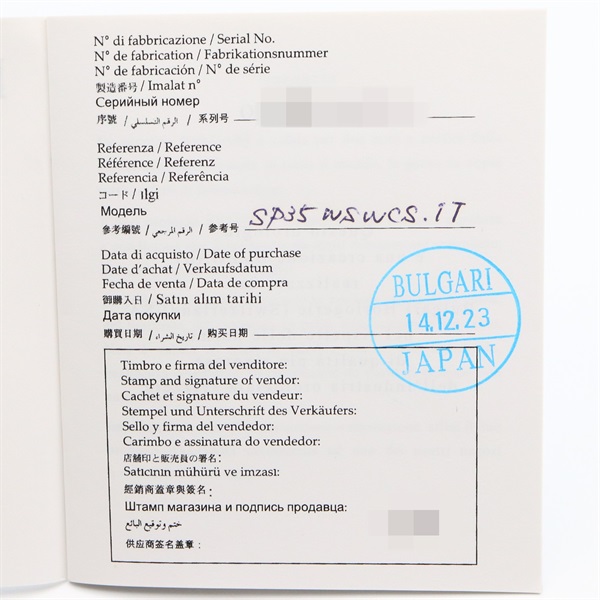 N° di fabbricazione / Serial No.
N° de fabrication / Fabrikationsnummer
N° de fabricación / N° de série
製造番号 / Imalat n°
Серийный номер
序號 / الرقم التسلسلي / 系列号
Referenza / Reference
Référence / Referenz
Referencia / Referência
コード / ılgi
Модель
參考編號 / الرقم المرجعي / 参考号 SP35WSWCS.1T
Data di acquisto / Date of purchase
Date d'achat / Verkaufsdatum
Fecha de venta / Data de compra
御購入日 / Satın alım tarihi
Дата покупки
購買日期 / تاريخ الشراء / 购买日期
BULGARI
14.12.23
JAPAN
Timbro e firma del venditore:
Stamp and signature of vendor:
Cachet et signature du vendeur:
Stempel und Unterschrift des Verkäufers:
Sello y firma del vendedor:
Carimbo e assinatura do vendedor:
店舗印と販売員の署名:
Satıcının mühürü ve imzası:
經銷商蓋章與簽名:
Штамп магазина и подпись продавца:
ختم وتوقيع البائع
供应商签名盖章: